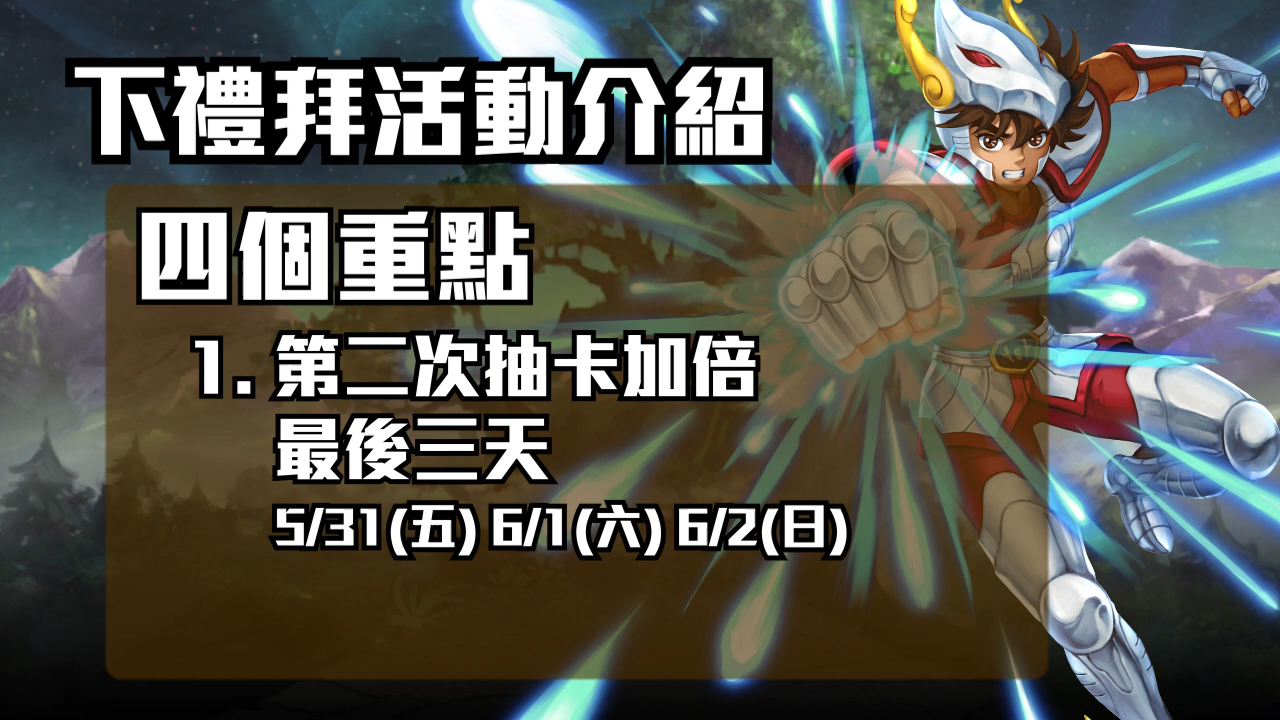 下禮拜活動介紹
四個重點
1. 第二次抽卡加倍
最後三天
5/31(五) 6/1(六) 6/2(日)